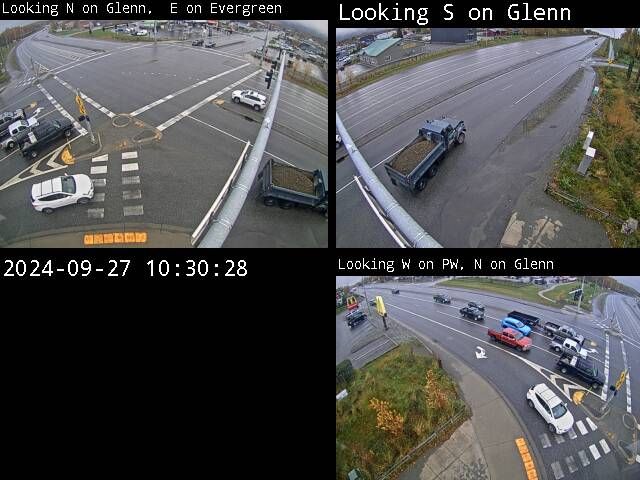 Looking N on Glenn,  E on Evergreen
Looking S on Glenn
2024-09-27 10:30:28
Looking W on PW, N on Glenn